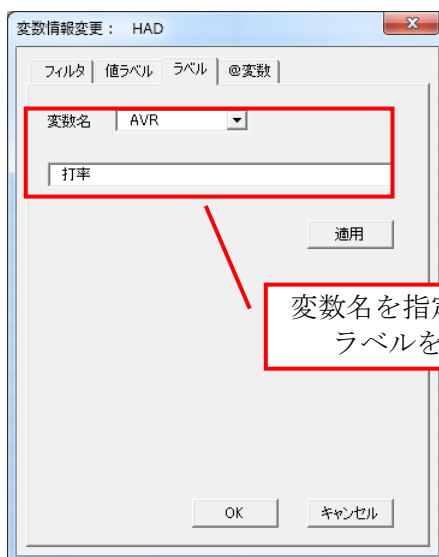 変数情報変更： HAD
フィルタ 値ラベル ラベル @変数
変数名 AVR
打率
適用
変数名を指定
ラベルを
OK キャンセル